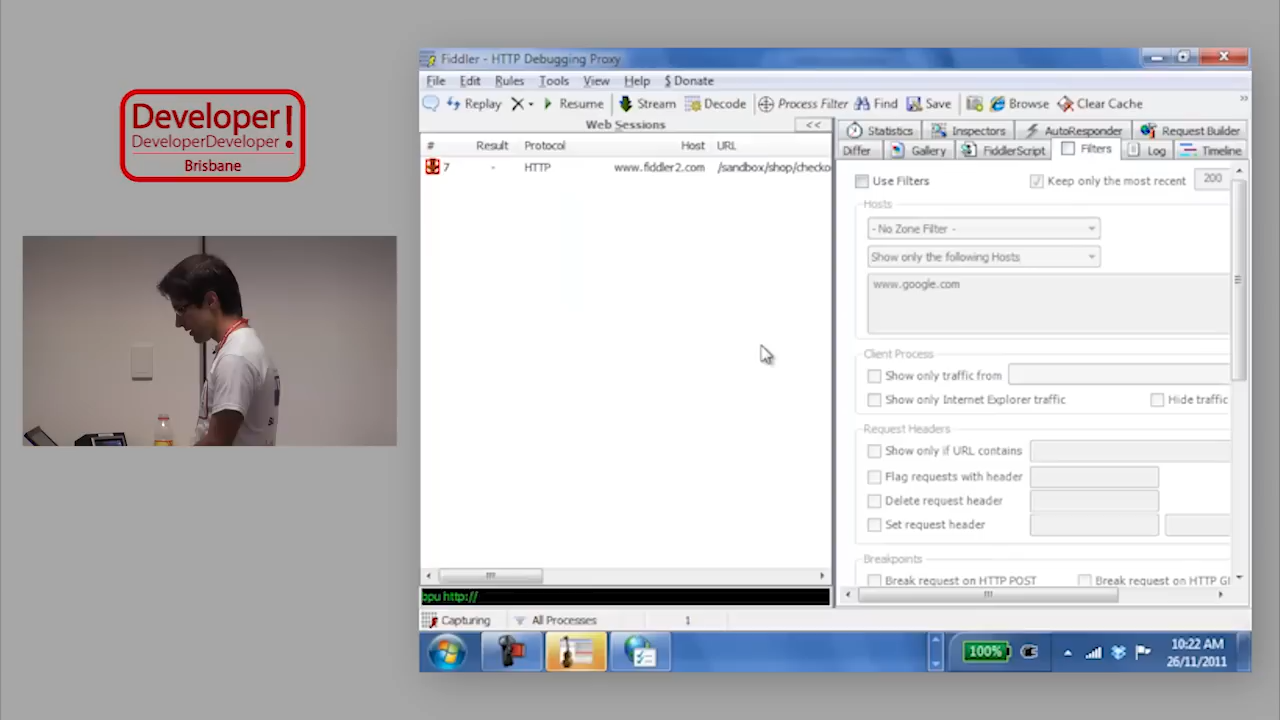 Developer!
DeveloperDeveloper
Brisbane
Fiddler - HTTP Debugging Proxy
File Edit Rules Tools View Help $ Donate
Replay X Resume Stream Decode Process Filter Find Save Browse Clear Cache »
Web Sessions <<
# Result Protocol Host URL
7 - HTTP www.fiddler2.com /sandbox/shop/checko
Statistics Inspectors AutoResponder Request Builder
Differ Gallery FiddlerScript Filters Log Timeline
Use Filters Keep only the most recent 200
Hosts
- No Zone Filter -
Show only the following Hosts
www.google.com
Client Process
Show only traffic from
Show only Internet Explorer traffic Hide traffic
Request Headers
Show only if URL contains
Flag requests with header
Delete request header
Set request header
Breakpoints
Break request on HTTP POST Break request on HTTP GI
bpu http://
Capturing All Processes 1
100% 10:22 AM
26/11/2011